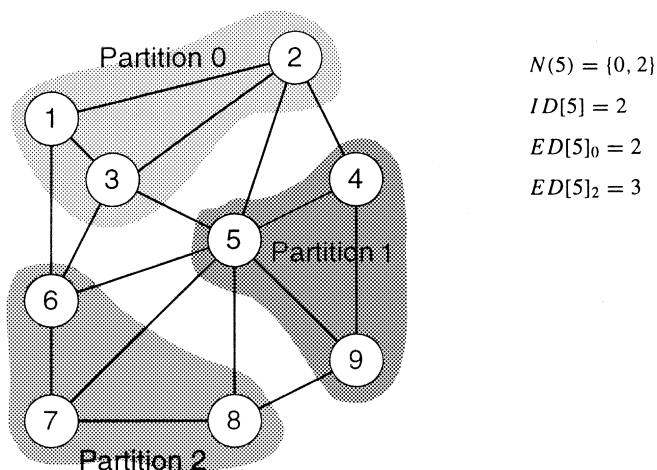 Partition 0
2
1
3
4
5
Partition 1
6
9
7
8
Partition 2
N(5) = {0, 2}
ID[5] = 2
ED[5]₀ = 2
ED[5]₂ = 3